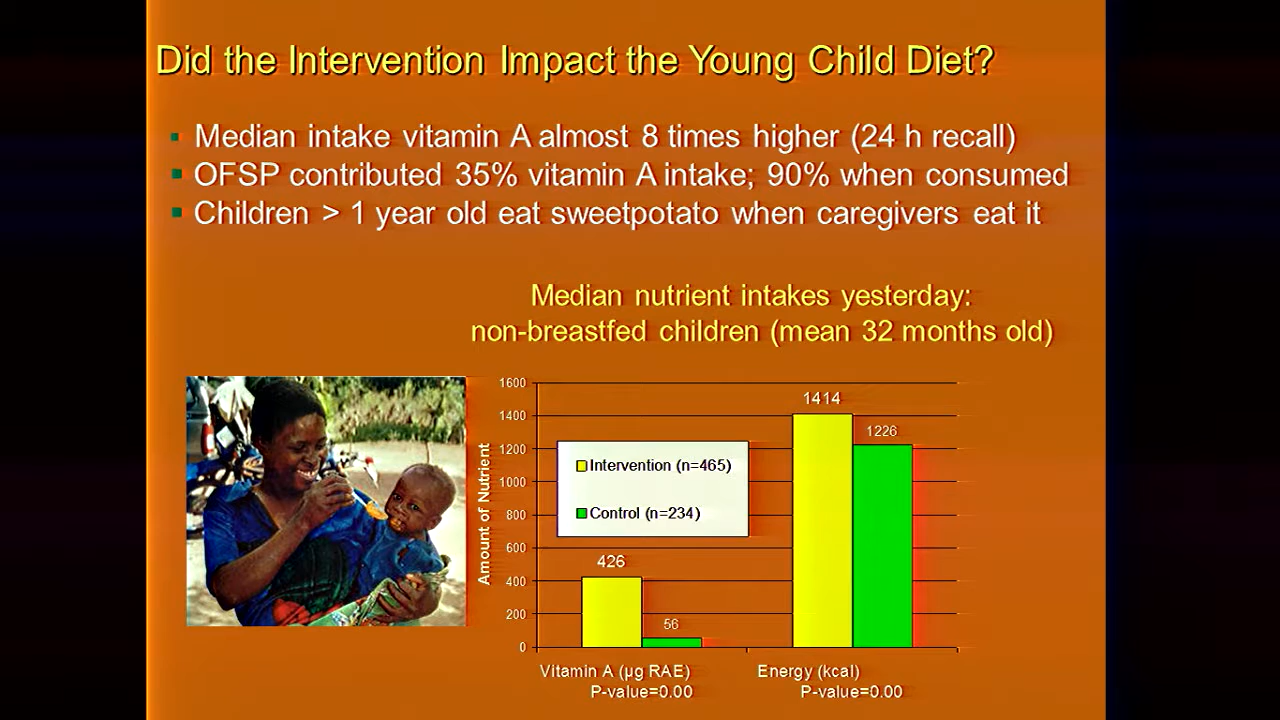 Did the Intervention Impact the Young Child Diet?
▪ Median intake vitamin A almost 8 times higher (24 h recall)
▪ OFSP contributed 35% vitamin A intake; 90% when consumed
▪ Children > 1 year old eat sweetpotato when caregivers eat it
Median nutrient intakes yesterday:
non-breastfed children (mean 32 months old)
Amount of Nutrient
1600
1400
1200
1000
800
600
400
200
0
Intervention (n=465)
Control (n=234)
426
56
1414
1226
Vitamin A (µg RAE)
P-value=0.00
Energy (kcal)
P-value=0.00